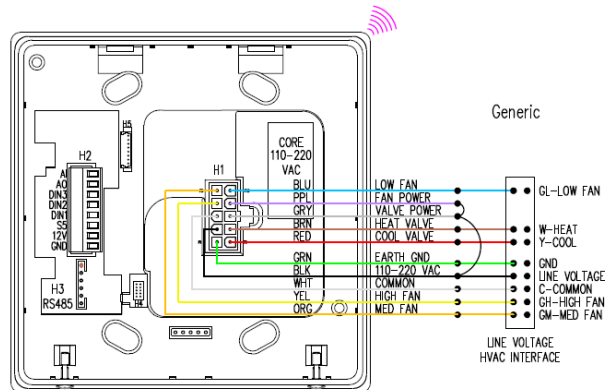 Generic
CORE
110-220
VAC
H5
H2
H1
AI
AO
DIN3
DIN2
DIN1
S5
12V
GND
H3
RS485
BLU LOW FAN
PPL FAN POWER
GRY VALVE POWER
BRN HEAT VALVE
RED COOL VALVE
GRN EARTH GND
BLK 110-220 VAC
WHT COMMON
YEL HIGH FAN
ORG MED FAN
GL-LOW FAN
W-HEAT
Y-COOL
GND
LINE VOLTAGE
C-COMMON
GH-HIGH FAN
GM-MED FAN
LINE VOLTAGE
HVAC INTERFACE